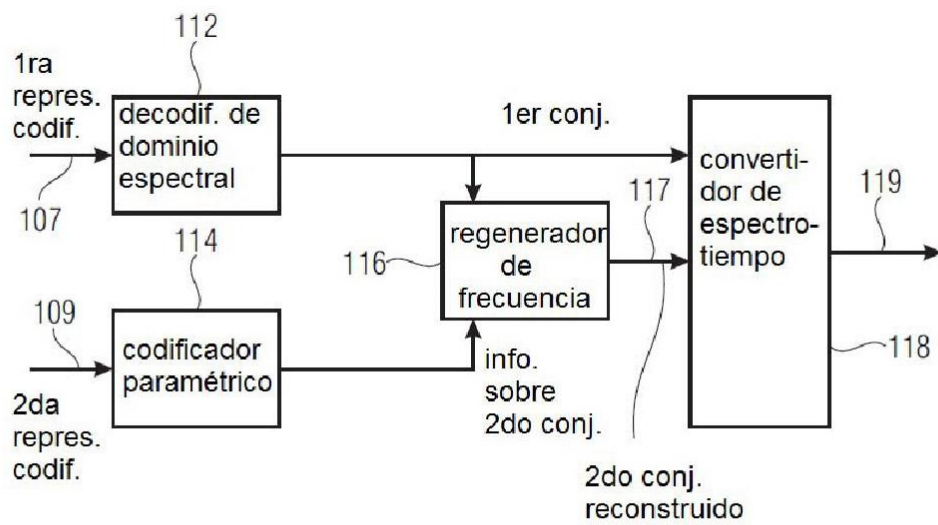 112
1ra
repres.
codif.
decodif. de
dominio
espectral
107
1er conj.
114
109
codificador
paramétrico
2da
repres.
codif.
116
regenerador
de
frecuencia
info.
sobre
2do conj.
117
2do conj.
reconstruido
converti-
dor de
espectro-
tiempo
119
118